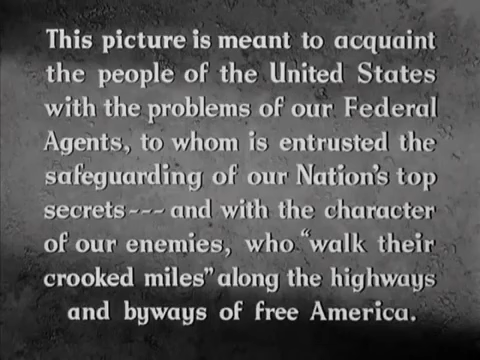 This picture is meant to acquaint
the people of the United States
with the problems of our Federal
Agents, to whom is entrusted the
safeguarding of our Nation's top
secrets---and with the character
of our enemies, who "walk their
crooked miles" along the highways
and byways of free America.